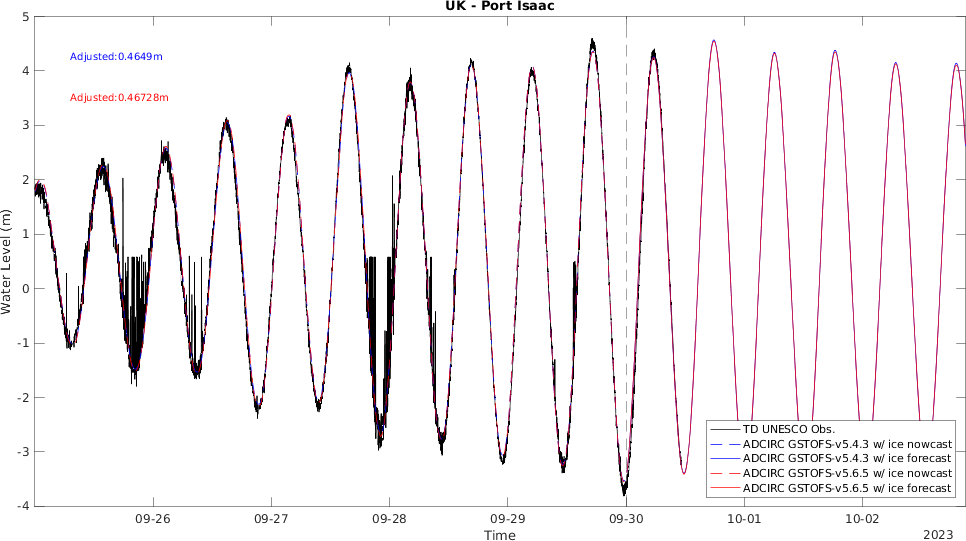 UK - Port Isaac
Adjusted:0.4649m
Adjusted:0.46728m
5
4
3
2
1
0
-1
-2
-3
-4
Water Level (m)
TD UNESCO Obs.
ADCIRC GSTOFS-v5.4.3 w/ ice nowcast
ADCIRC GSTOFS-v5.4.3 w/ ice forecast
ADCIRC GSTOFS-v5.6.5 w/ ice nowcast
ADCIRC GSTOFS-v5.6.5 w/ ice forecast
09-26 09-27 09-28 09-29 09-30 10-01 10-02
Time
2023